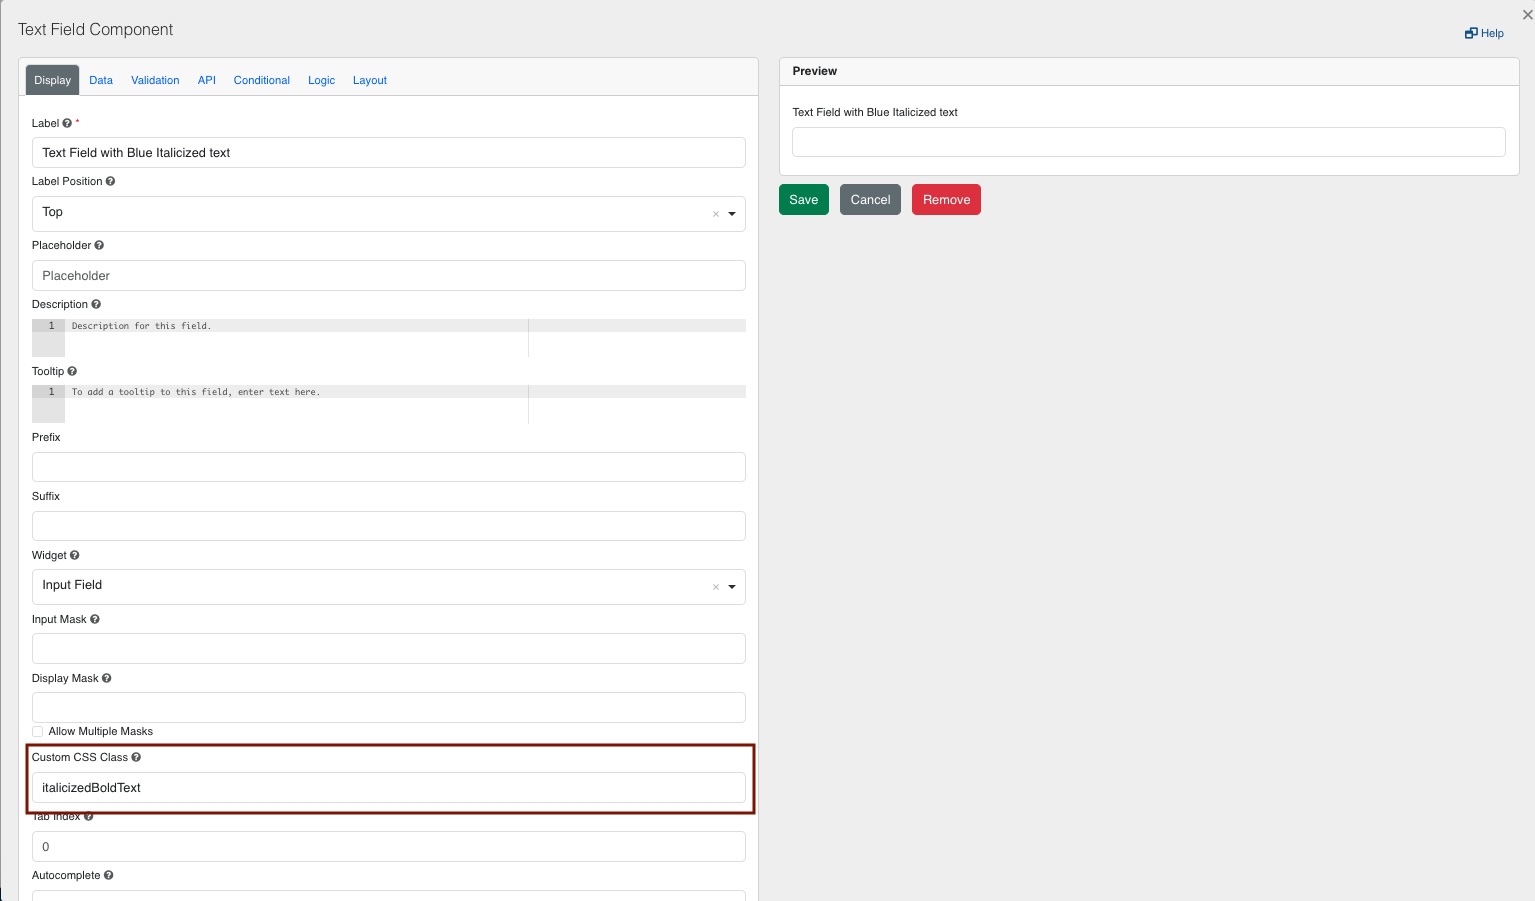 Text Field Component
×
Help
Display Data Validation API Conditional Logic Layout
Label *
Text Field with Blue Italicized text
Label Position
Top
Placeholder
Placeholder
Description
1 Description for this field.
Tooltip
1 To add a tooltip to this field, enter text here.
Prefix
Suffix
Widget
Input Field
Input Mask
Display Mask
Allow Multiple Masks
Custom CSS Class
italicizedBoldText
Tab Index
0
Autocomplete
Preview
Text Field with Blue Italicized text
Save Cancel Remove